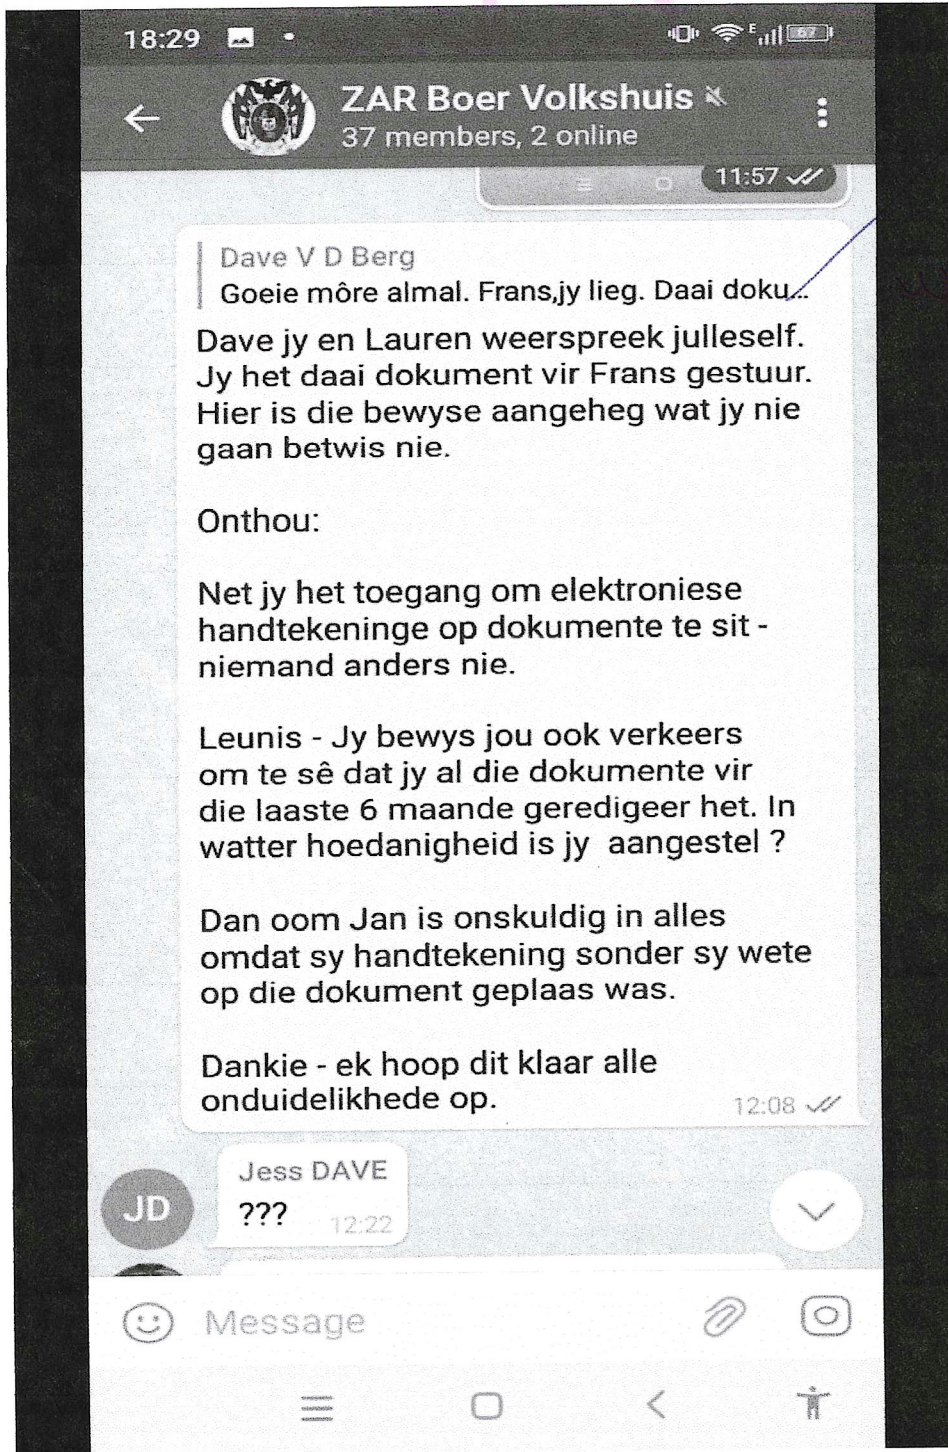 18:29
E
67
ZAR Boer Volkshuis
37 members, 2 online
11:57
Dave V D Berg
Goeie môre almal. Frans,jy lieg. Daai doku...
Dave jy en Lauren weerspreek julleself.
Jy het daai dokument vir Frans gestuur.
Hier is die bewyse aangeheg wat jy nie
gaan betwis nie.
Onthou:
Net jy het toegang om elektroniese
handtekeninge op dokumente te sit -
niemand anders nie.
Leunis - Jy bewys jou ook verkeers
om te sê dat jy al die dokumente vir
die laaste 6 maande geredigeer het. In
watter hoedanigheid is jy  aangestel ?
Dan oom Jan is onskuldig in alles
omdat sy handtekening sonder sy wete
op die dokument geplaas was.
Dankie - ek hoop dit klaar alle
onduidelikhede op.
12:08
Jess DAVE
JD
???
12:22
Message